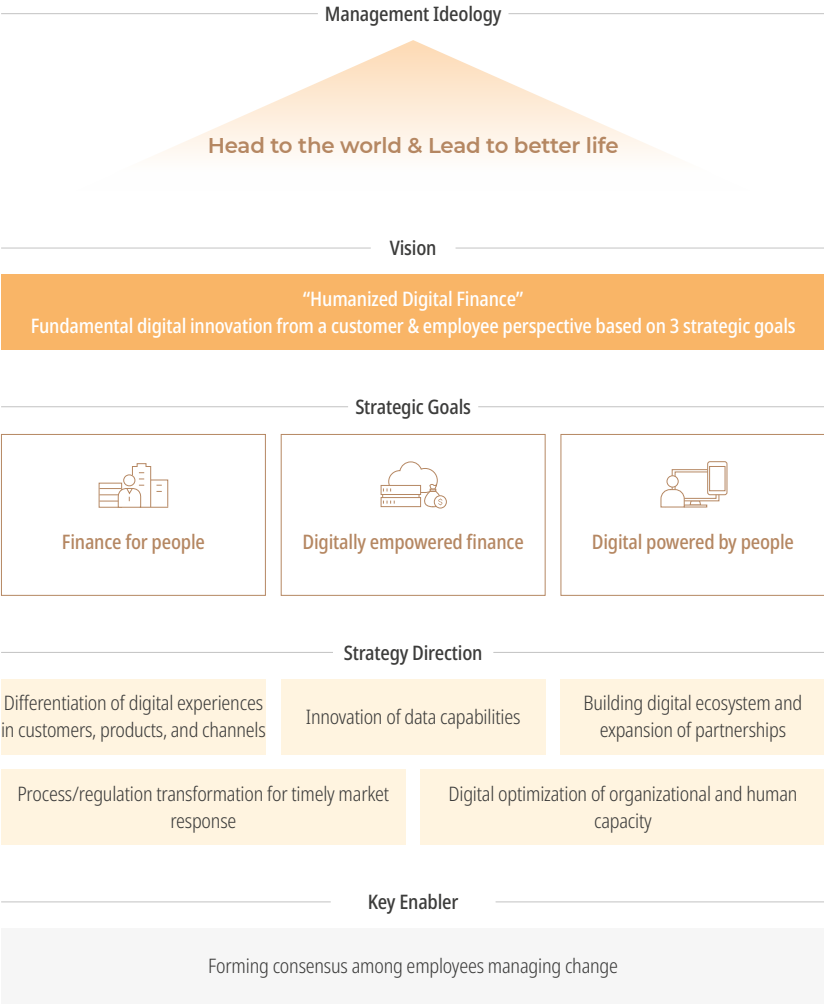 Management Ideology
Head to the world & Lead to better life
Vision
“Humanized Digital Finance”
Fundamental digital innovation from a customer & employee perspective based on 3 strategic goals
Strategic Goals
Finance for people
Digitally empowered finance
Digital powered by people
Strategy Direction
Differentiation of digital experiences
in customers, products, and channels
Innovation of data capabilities
Building digital ecosystem and
expansion of partnerships
Process/regulation transformation for timely market
response
Digital optimization of organizational and human
capacity
Key Enabler
Forming consensus among employees managing change